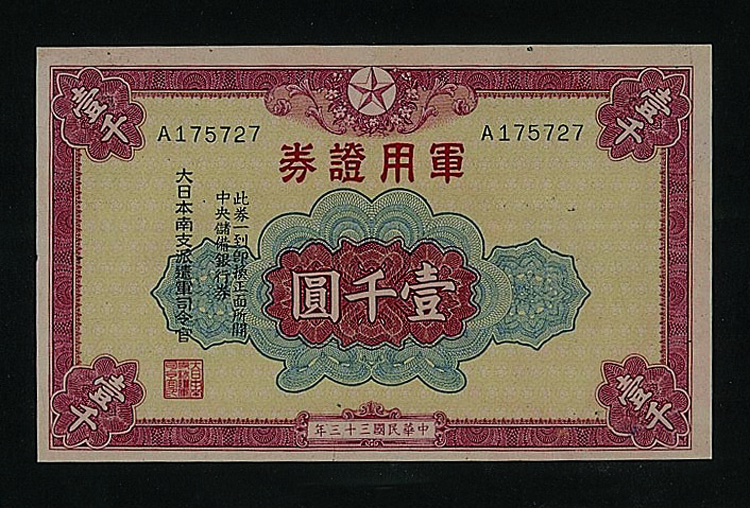 壹千
壹千
A175727
A175727
軍用證券
壹千圓
此券一到即換正面所開
中央儲備銀行券
大日本南支派遣軍司令官
壹千
壹千
中華民國三十三年